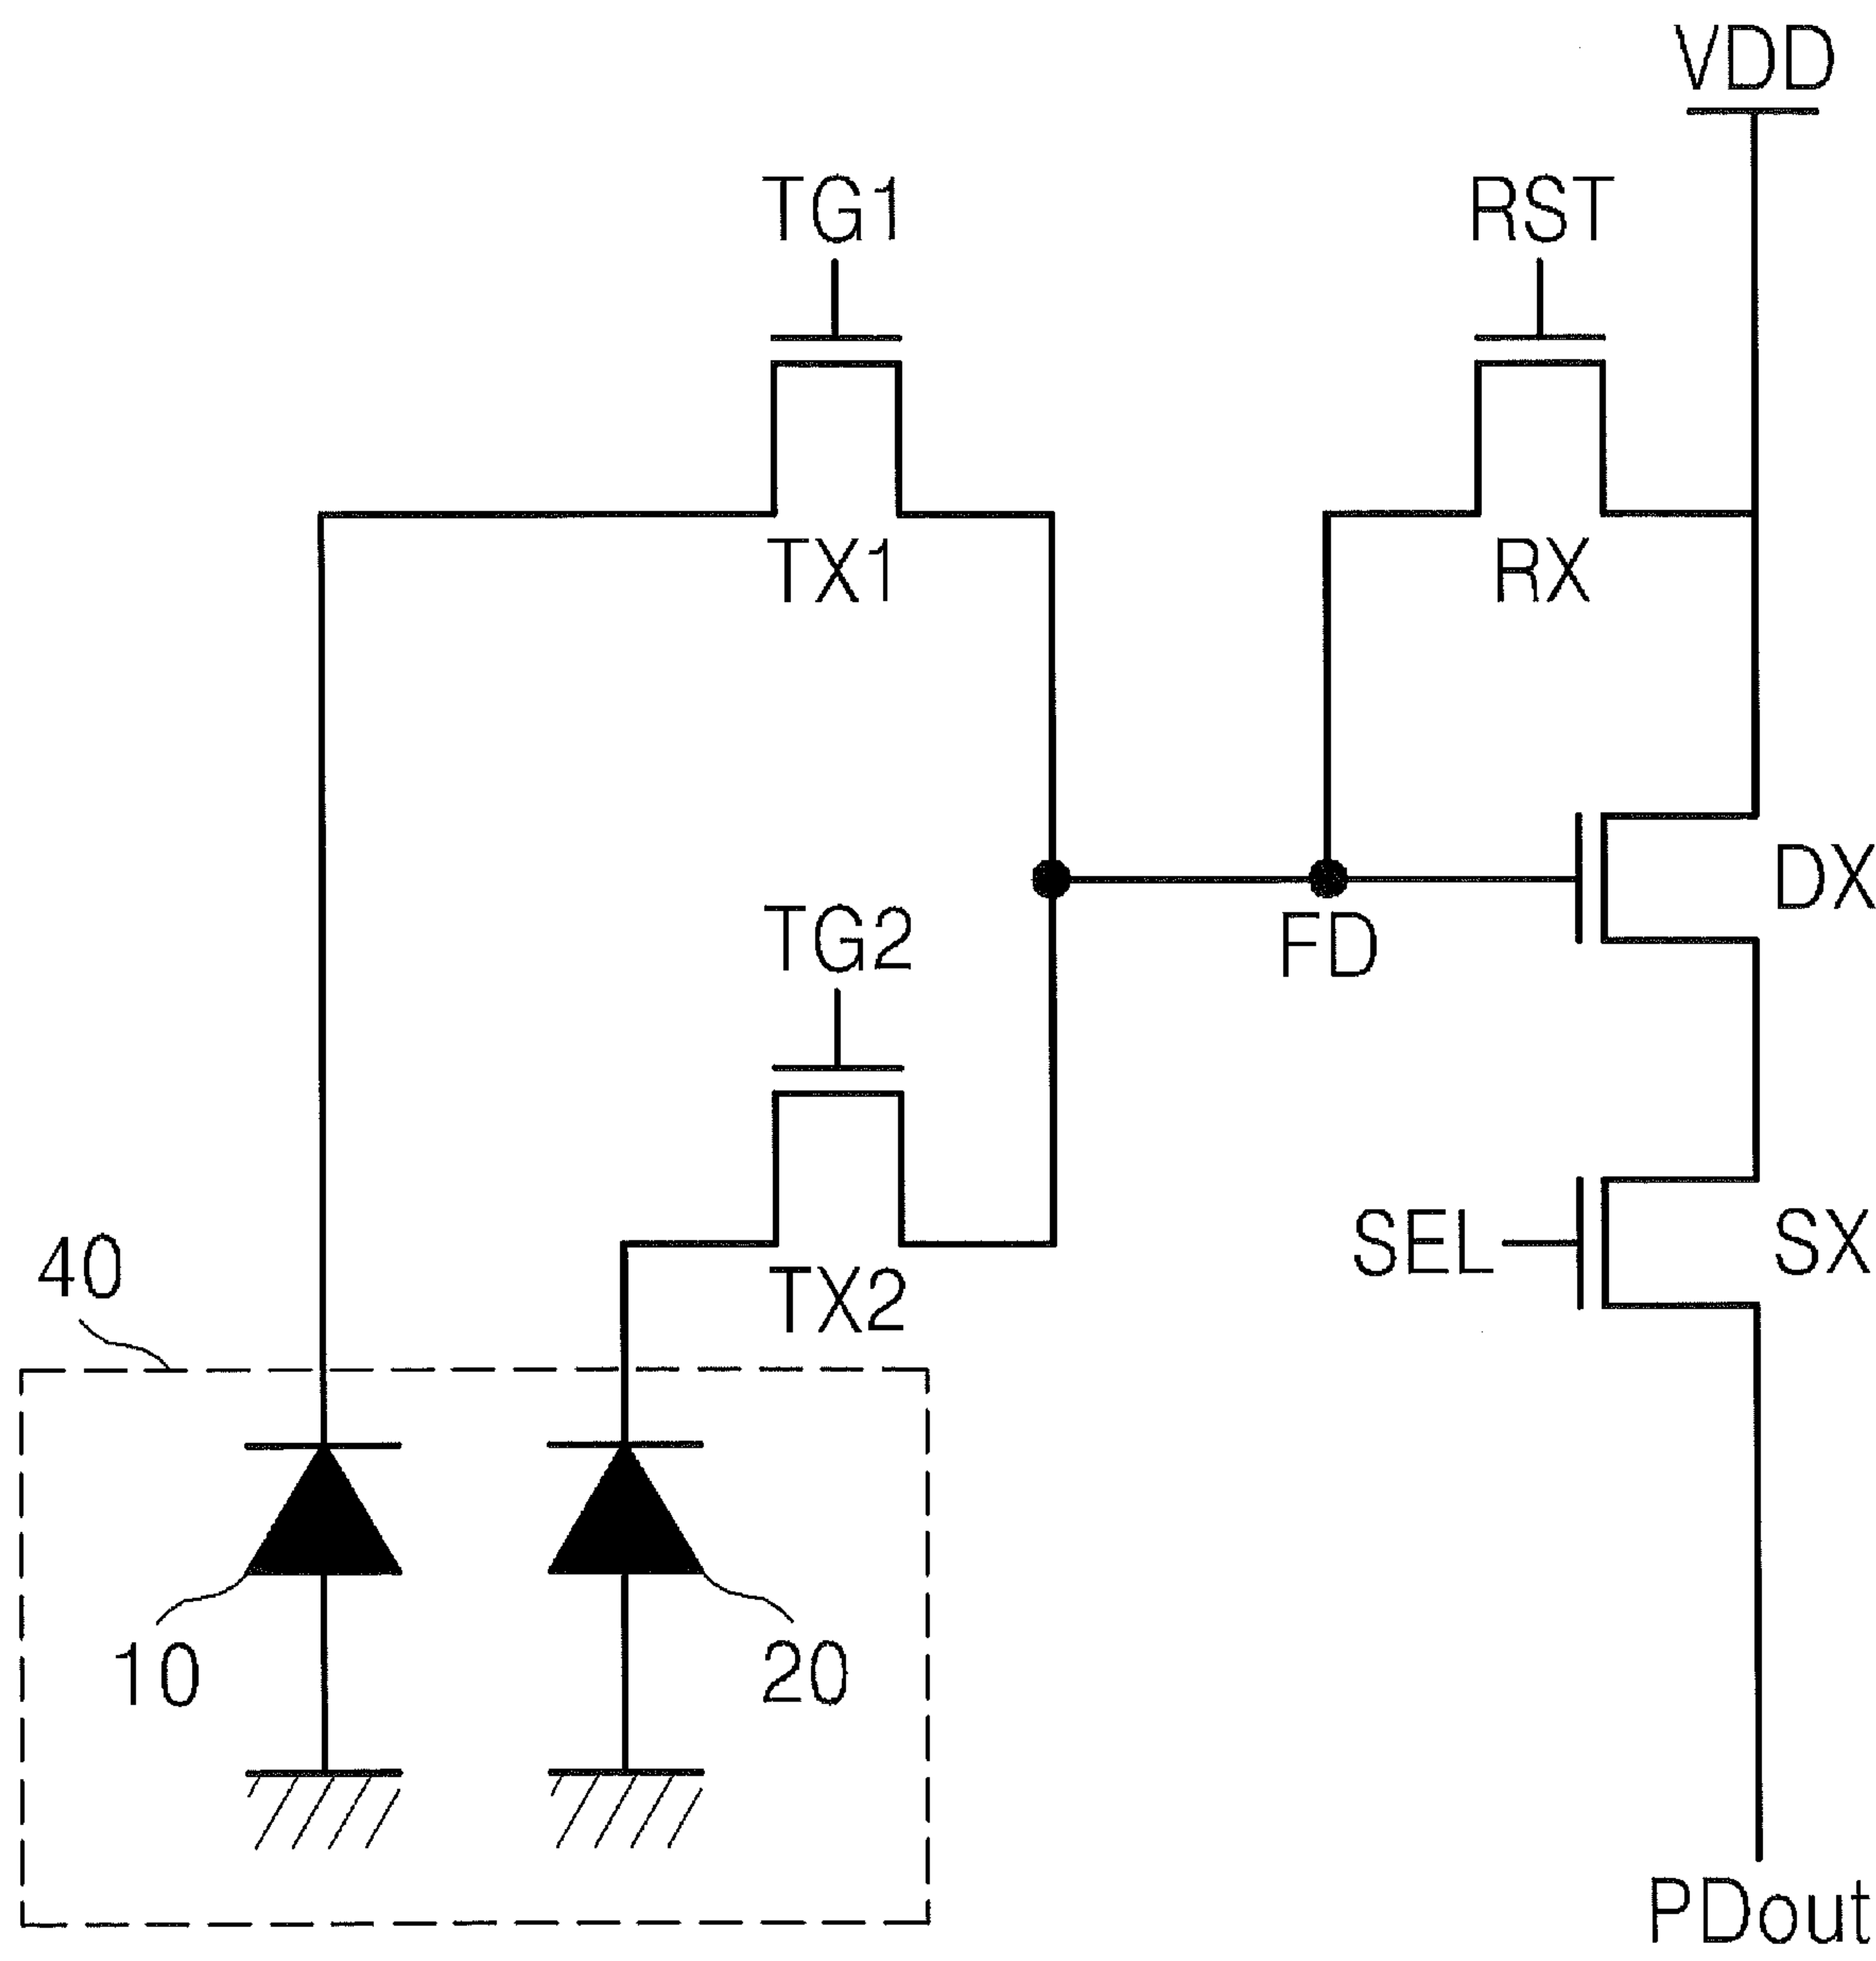 VDD
TG1
RST
TX1
RX
DX
FD
TG2
SEL
SX
40
TX2
10
20
PDout